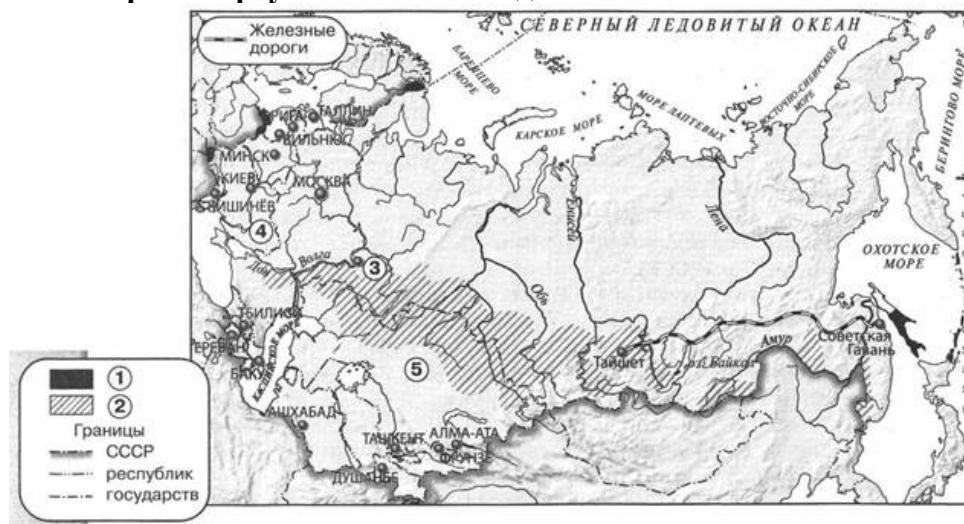 Железные
дороги
СЕВЕРНЫЙ ЛЕДОВИТЫЙ ОКЕАН
БАРЕНЦЕВО
МОРЕ
КАРСКОЕ МОРЕ
МОРЕ ЛАПТЕВЫХ
ВОСТОЧНО-СИБИРСКОЕ
МОРЕ
БЕРИНГОВО МОРЕ
ТАЛЛИН
РИГА
ВИЛЬНЮС
МИНСК
КИЕВ
МОСКВА
КИШИНЁВ
4
Дон
Волга
3
Обь
Енисей
Лена
ОХОТСКОЕ
МОРЕ
ТБИЛИСИ
ЕРЕВАН
БАКУ
КАСПИЙСКОЕ МОРЕ
5
Тайшет
оз. Байкал
Амур
Советская
Гавань
АШХАБАД
ТАШКЕНТ
АЛМА-АТА
ФРУНЗЕ
ДУШАНБЕ
1
2
Границы
СССР
республик
государств